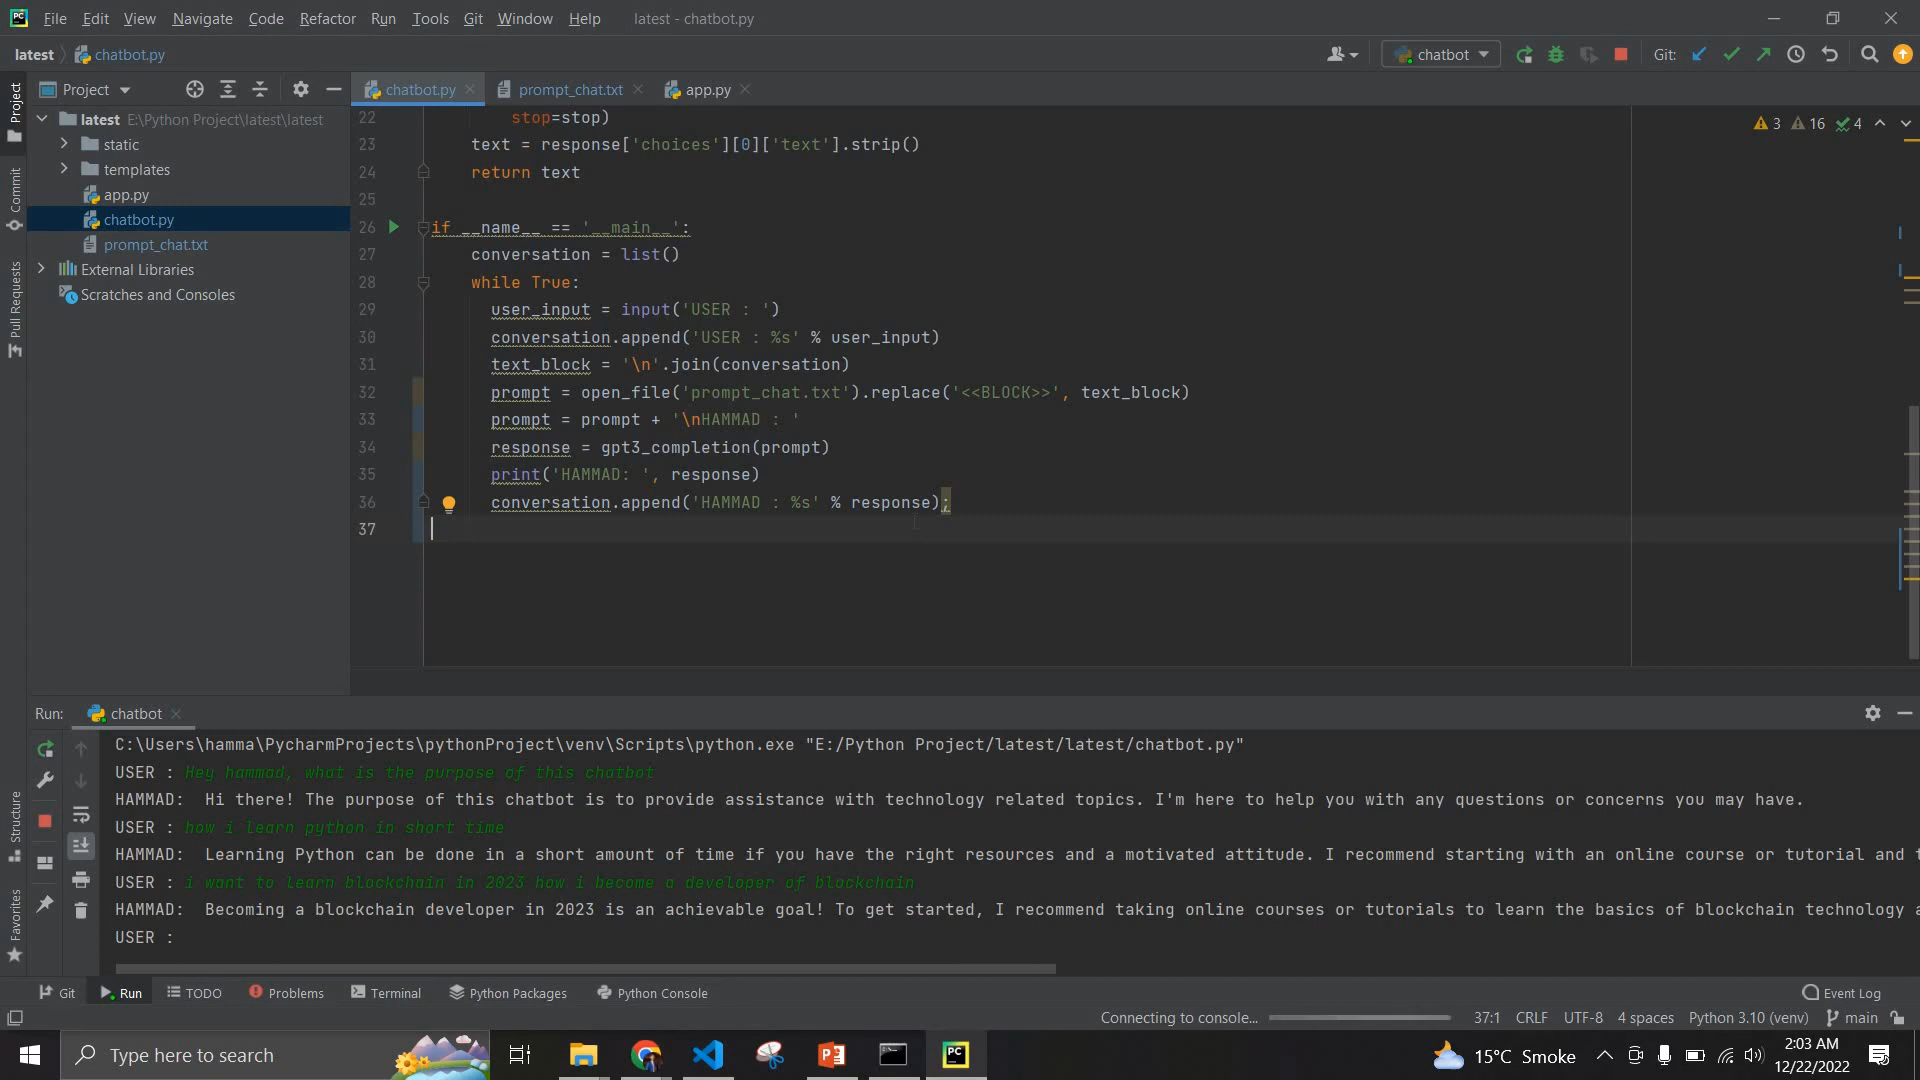 File Edit View Navigate Code Refactor Run Tools Git Window Help latest - chatbot.py
latest chatbot.py chatbot Git:
Project chatbot.py prompt_chat.txt app.py
latest E:\Python Project\latest\latest
static
templates
app.py
chatbot.py
prompt_chat.txt
External Libraries
Scratches and Consoles
Project
Commit
Pull Requests
3 16 4
22 stop=stop)
23 text = response['choices'][0]['text'].strip()
24 return text
25
26 if __name__ == '__main__':
27 conversation = list()
28 while True:
29 user_input = input('USER : ')
30 conversation.append('USER : %s' % user_input)
31 text_block = '\n'.join(conversation)
32 prompt = open_file('prompt_chat.txt').replace('<<BLOCK>>', text_block)
33 prompt = prompt + '\nHAMMAD : '
34 response = gpt3_completion(prompt)
35 print('HAMMAD: ', response)
36 conversation.append('HAMMAD : %s' % response);
37
Run: chatbot
C:\Users\hamma\PycharmProjects\pythonProject\venv\Scripts\python.exe "E:/Python Project/latest/latest/chatbot.py"
USER : Hey hammad, what is the purpose of this chatbot
HAMMAD: Hi there! The purpose of this chatbot is to provide assistance with technology related topics. I'm here to help you with any questions or concerns you may have.
USER : how i learn python in short time
HAMMAD: Learning Python can be done in a short amount of time if you have the right resources and a motivated attitude. I recommend starting with an online course or tutorial and t
USER : i want to learn blockchain in 2023 how i become a developer of blockchain
HAMMAD: Becoming a blockchain developer in 2023 is an achievable goal! To get started, I recommend taking online courses or tutorials to learn the basics of blockchain technology a
USER :
Structure
Favorites
Git Run TODO Problems Terminal Python Packages Python Console Event Log
Connecting to console... 37:1 CRLF UTF-8 4 spaces Python 3.10 (venv) main
Type here to search 15°C Smoke 2:03 AM
12/22/2022